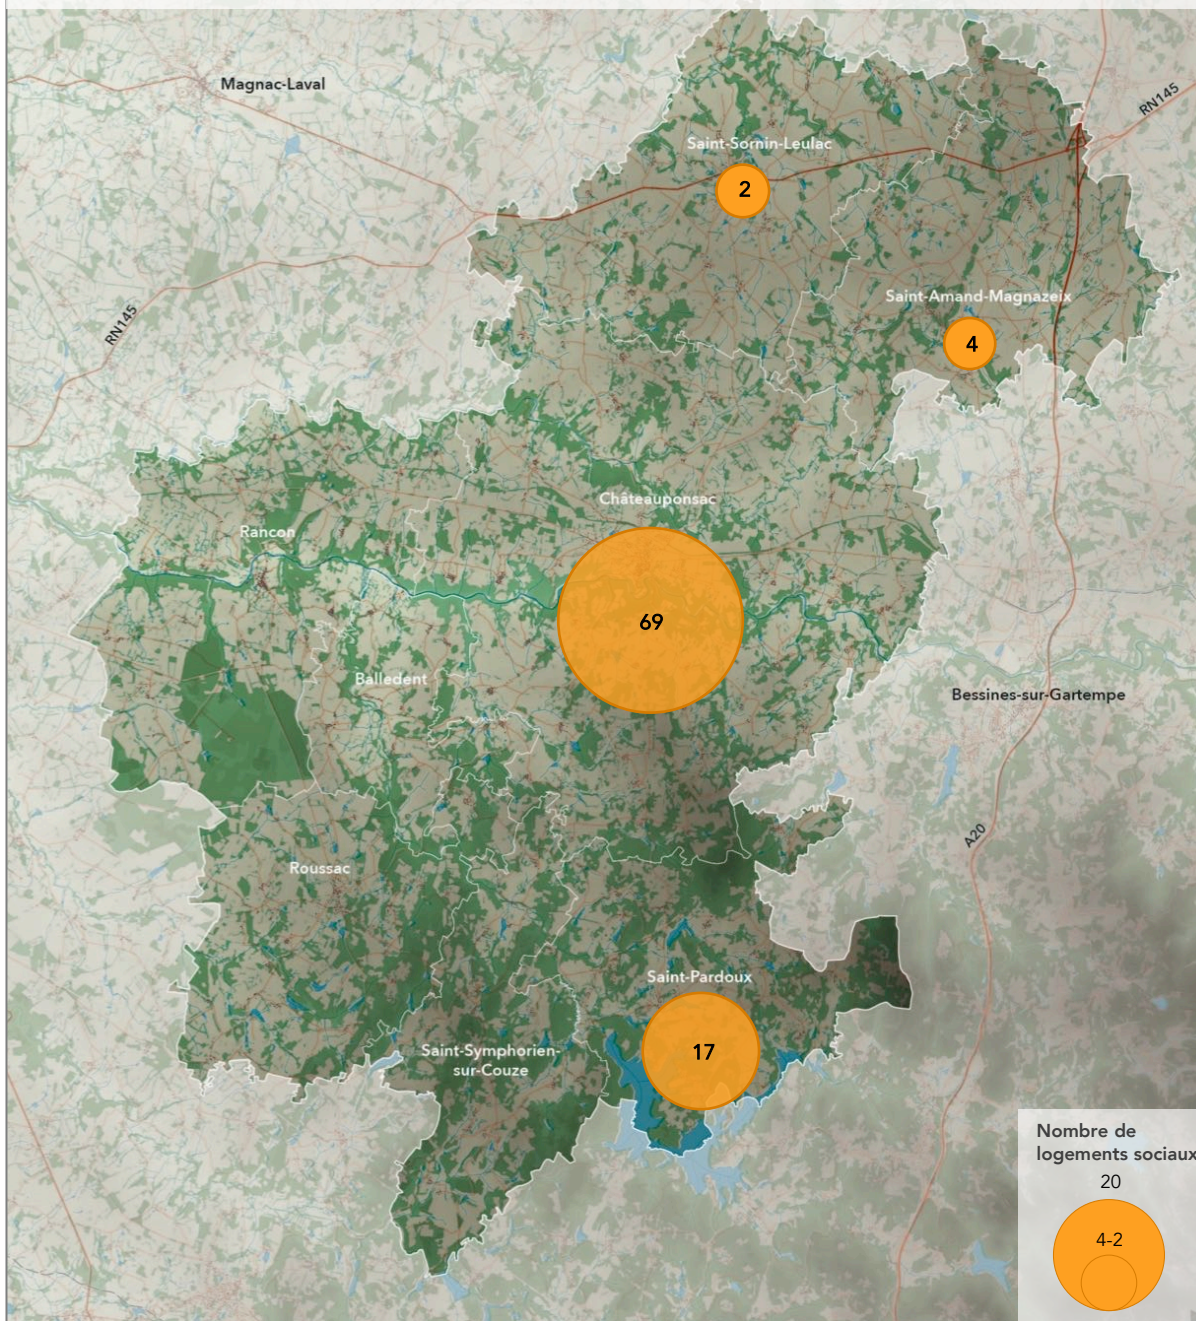 Magnac-Laval
RN145
Saint-Sornin-Leulac
2
RN145
Saint-Amand-Magnazeix
4
Châteauponsac
Rancon
69
Balledent
Bessines-sur-Gartempe
A20
Roussac
Saint-Pardoux
17
Saint-Symphorien-
sur-Couze
Nombre de
logements sociaux
20
4-2